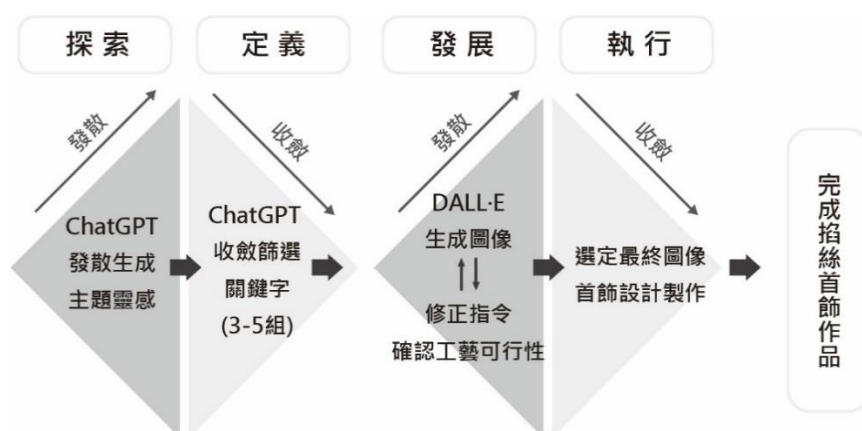 探索
定義
發展
執行
發散
收斂
發散
收斂
ChatGPT
發散生成
主題靈感
ChatGPT
收斂篩選
關鍵字
(3-5組)
DALL·E
生成圖像
修正指令
確認工藝可行性
選定最終圖像
首飾設計製作
完成掐絲首飾作品